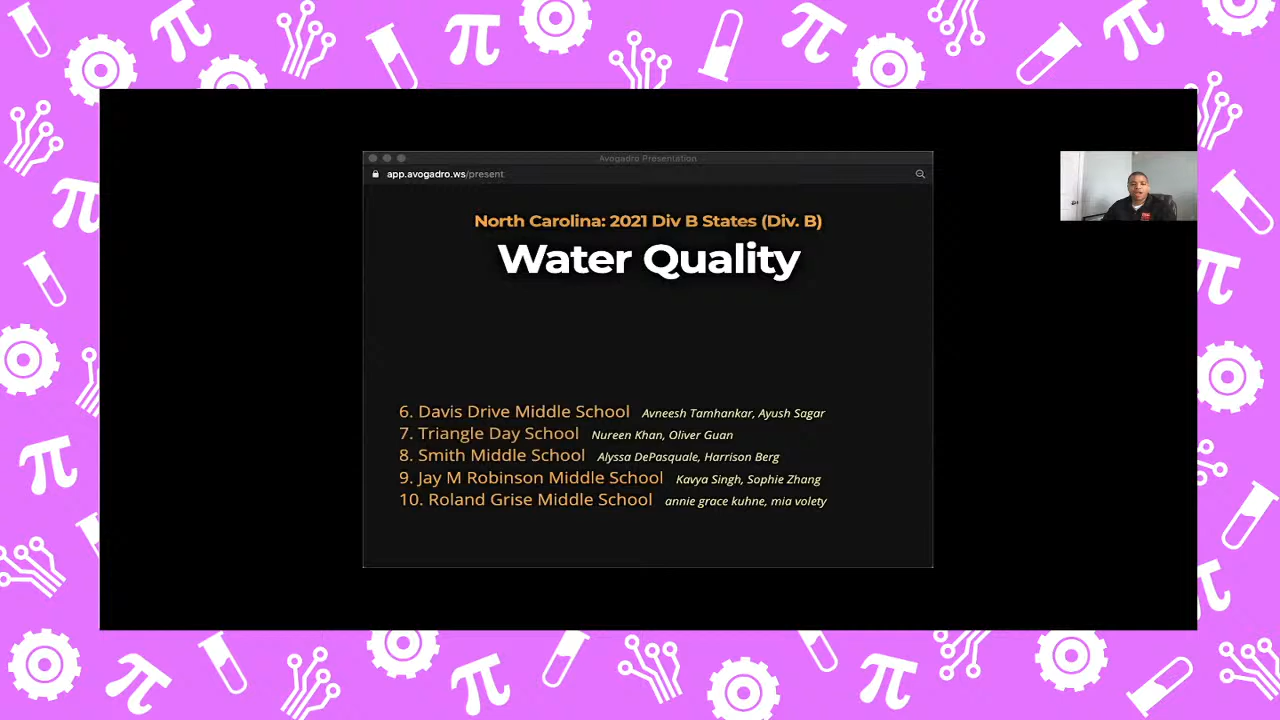 Avogadro Presentation
app.avogadro.ws/present
North Carolina: 2021 Div B States (Div. B)
Water Quality
6. Davis Drive Middle School Avneesh Tamhankar, Ayush Sagar
7. Triangle Day School Nureen Khan, Oliver Guan
8. Smith Middle School Alyssa DePasquale, Harrison Berg
9. Jay M Robinson Middle School Kavya Singh, Sophie Zhang
10. Roland Grise Middle School annie grace kuhne, mia volety